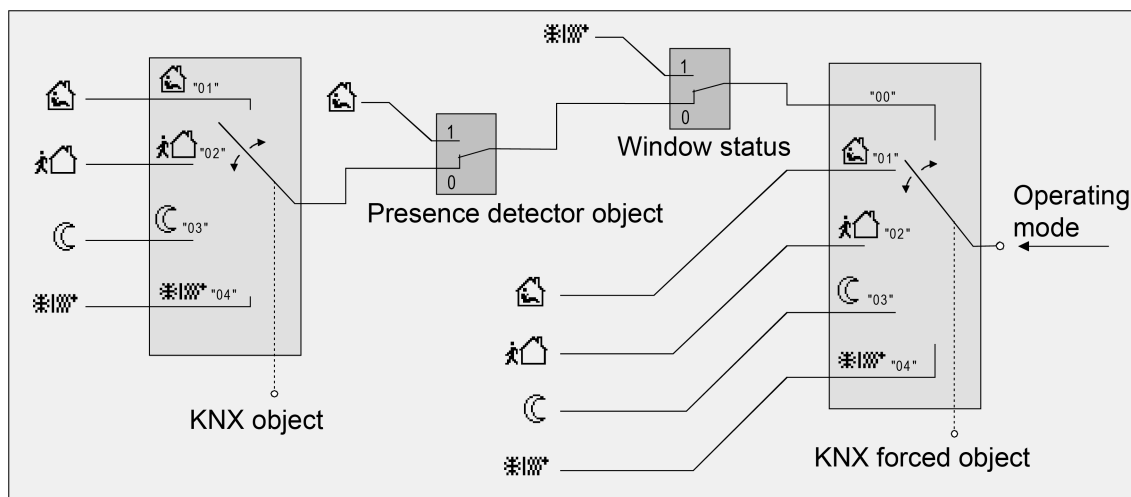 "01"
"02"
"03"
"04"
KNX object
1
0
Presence detector object
1
0
Window status
"00"
"01"
"02"
"03"
"04"
KNX forced object
Operating
mode